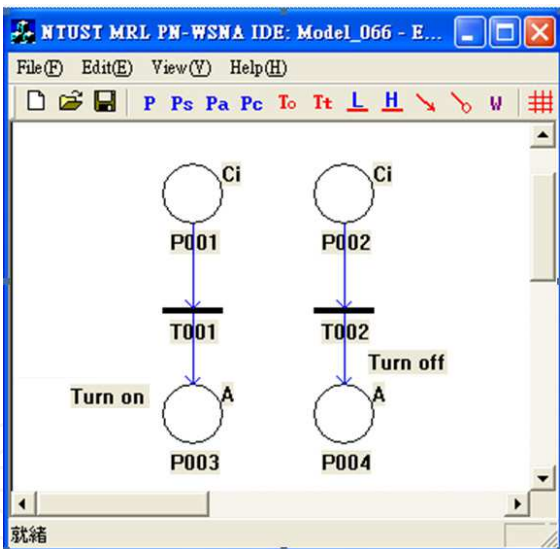 NTUST MRL PN-WSNA IDE: Model_066 - E...
File(F) Edit(E) View(V) Help(H)
P Ps Pa Pc To Tt L H W
Ci Ci
P001 P002
T001 T002
Turn off
Turn on A A
P003 P004
就緒